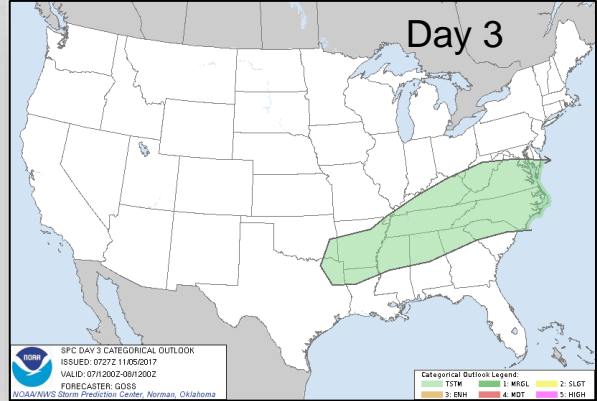 Day 3
SPC DAY 3 CATEGORICAL OUTLOOK
ISSUED: 0727Z 11/05/2017
VALID: 07/1200Z-08/1200Z
FORECASTER: GOSS
NOAA/NWS Storm Prediction Center, Norman, Oklahoma
NOAA
Categorical Outlook Legend:
TSTM 1: MRGL 2: SLGT
3: ENH 4: MDT 5: HIGH